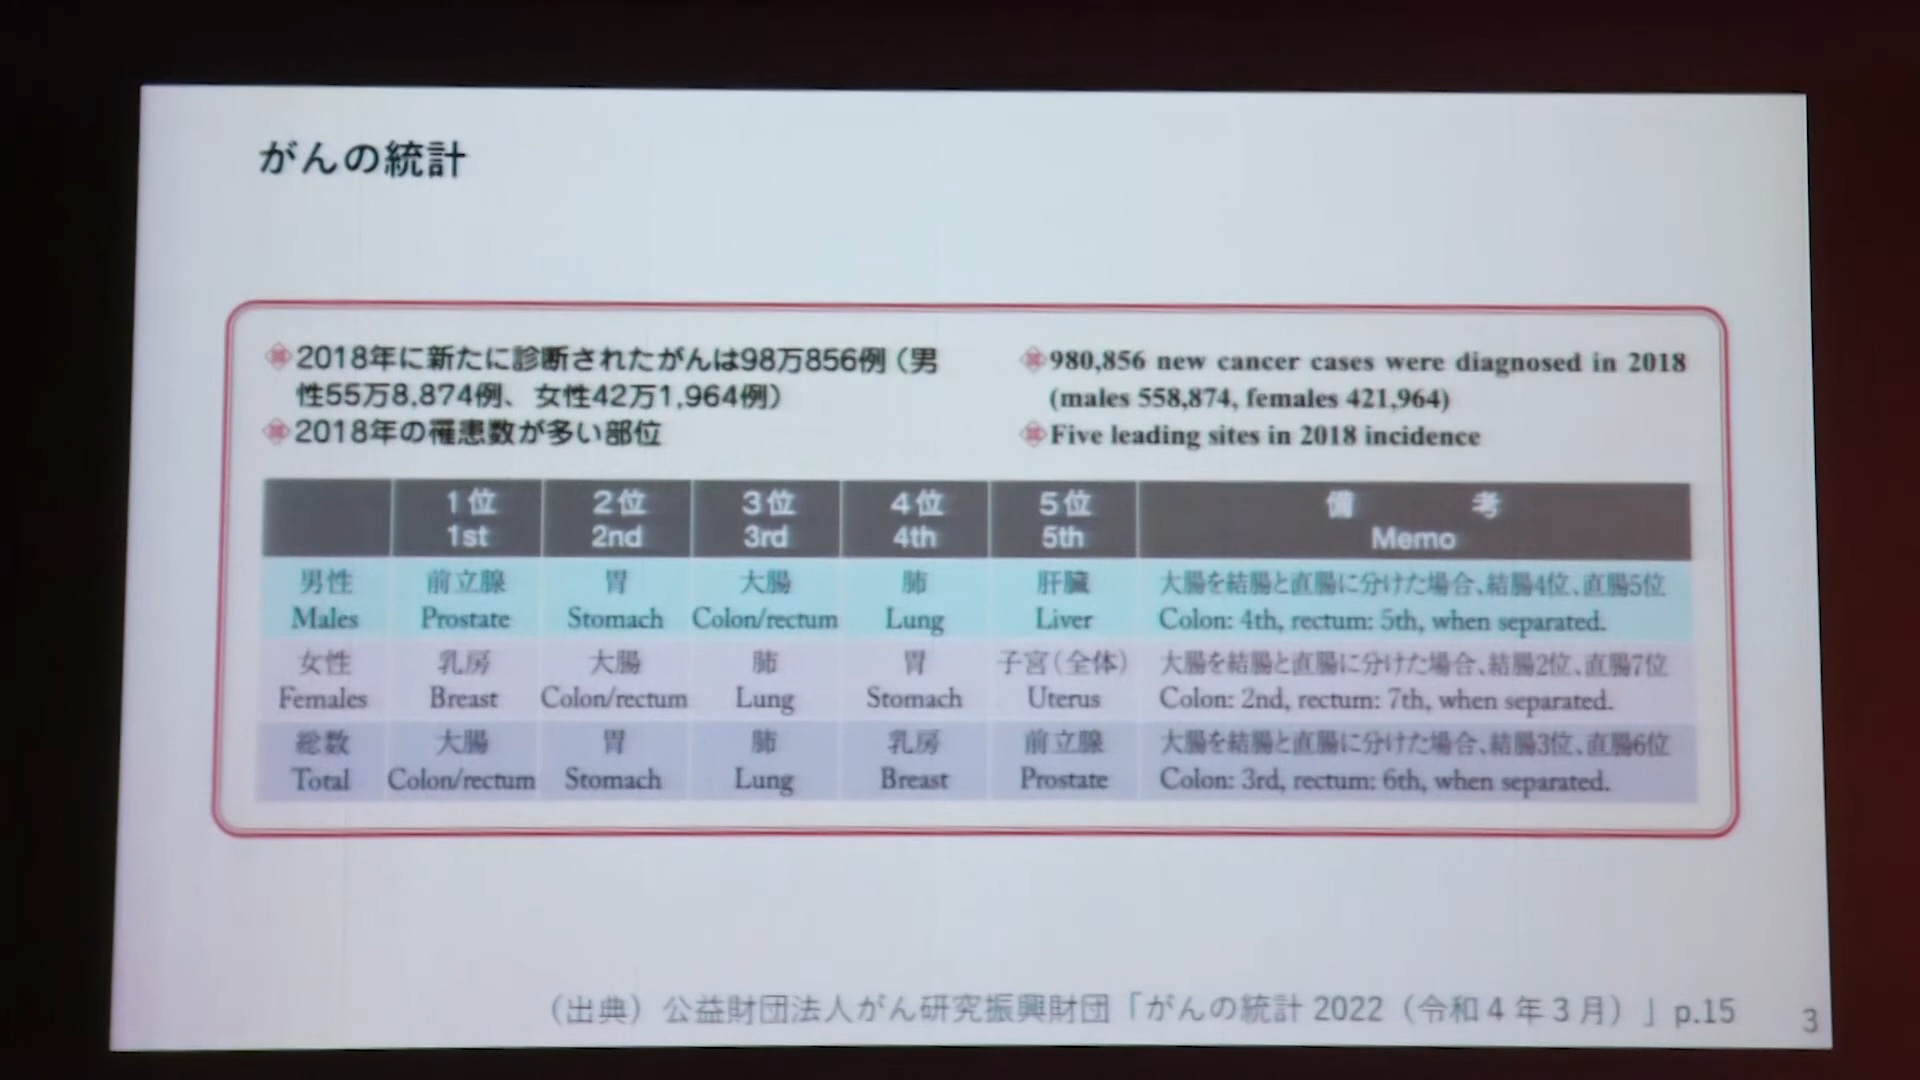 がんの統計
2018年に新たに診断されたがんは98万856例（男
性55万8,874例、女性42万1,964例）
2018年の罹患数が多い部位
980,856 new cancer cases were diagnosed in 2018
(males 558,874, females 421,964)
Five leading sites in 2018 incidence
1位 2位 3位 4位 5位 備考
1st 2nd 3rd 4th 5th Memo
男性 前立腺 胃 大腸 肺 肝臓 大腸を結腸と直腸に分けた場合、結腸4位、直腸5位
Males Prostate Stomach Colon/rectum Lung Liver Colon: 4th, rectum: 5th, when separated.
女性 乳房 大腸 肺 胃 子宮（全体） 大腸を結腸と直腸に分けた場合、結腸2位、直腸7位
Females Breast Colon/rectum Lung Stomach Uterus Colon: 2nd, rectum: 7th, when separated.
総数 大腸 胃 肺 乳房 前立腺 大腸を結腸と直腸に分けた場合、結腸3位、直腸6位
Total Colon/rectum Stomach Lung Breast Prostate Colon: 3rd, rectum: 6th, when separated.
（出典）公益財団法人がん研究振興財団「がんの統計 2022（令和4年3月）」p.15
3